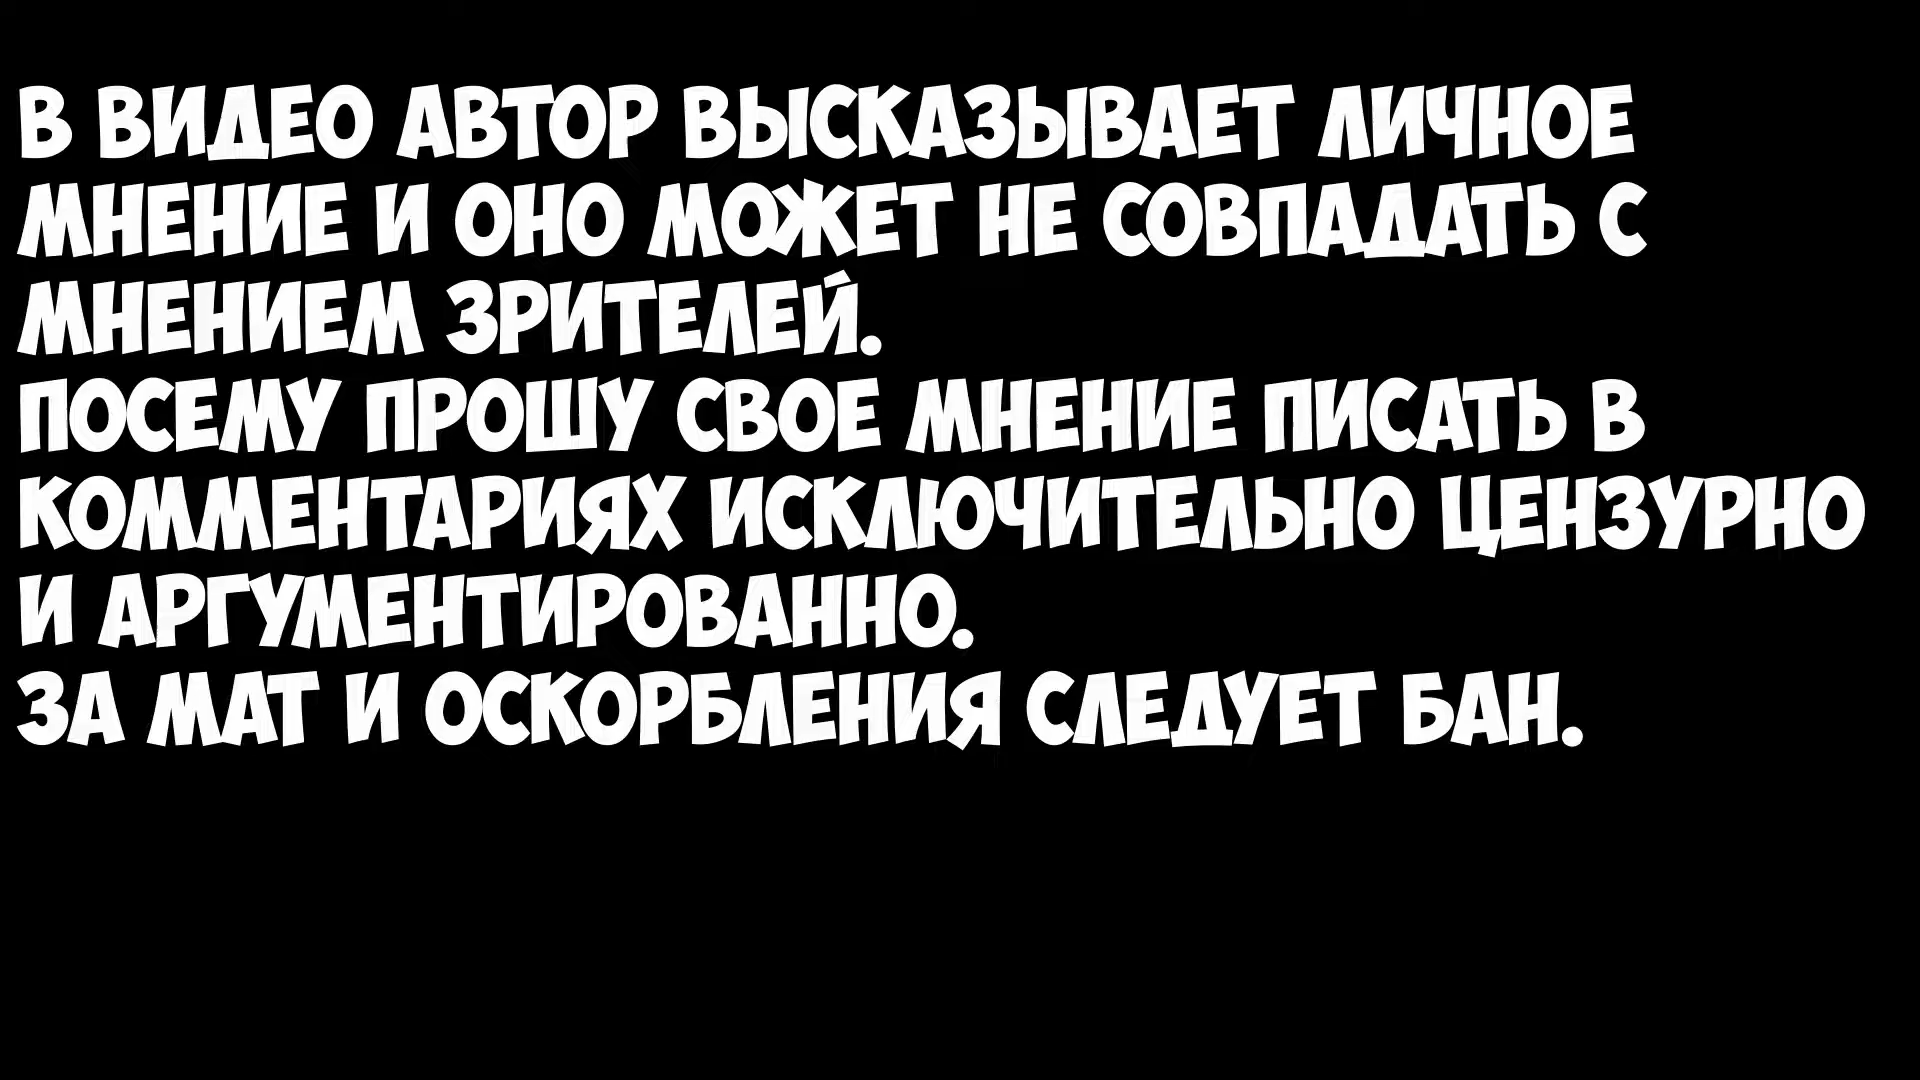 В ВИДЕО АВТОР ВЫСКАЗЫВАЕТ ЛИЧНОЕ
МНЕНИЕ И ОНО МОЖЕТ НЕ СОВПАДАТЬ С
МНЕНИЕМ ЗРИТЕЛЕЙ.
ПОСЕМУ ПРОШУ СВОЕ МНЕНИЕ ПИСАТЬ В
КОММЕНТАРИЯХ ИСКЛЮЧИТЕЛЬНО ЦЕНЗУРНО
И АРГУМЕНТИРОВАННО.
ЗА МАТ И ОСКОРБЛЕНИЯ СЛЕДУЕТ БАН.